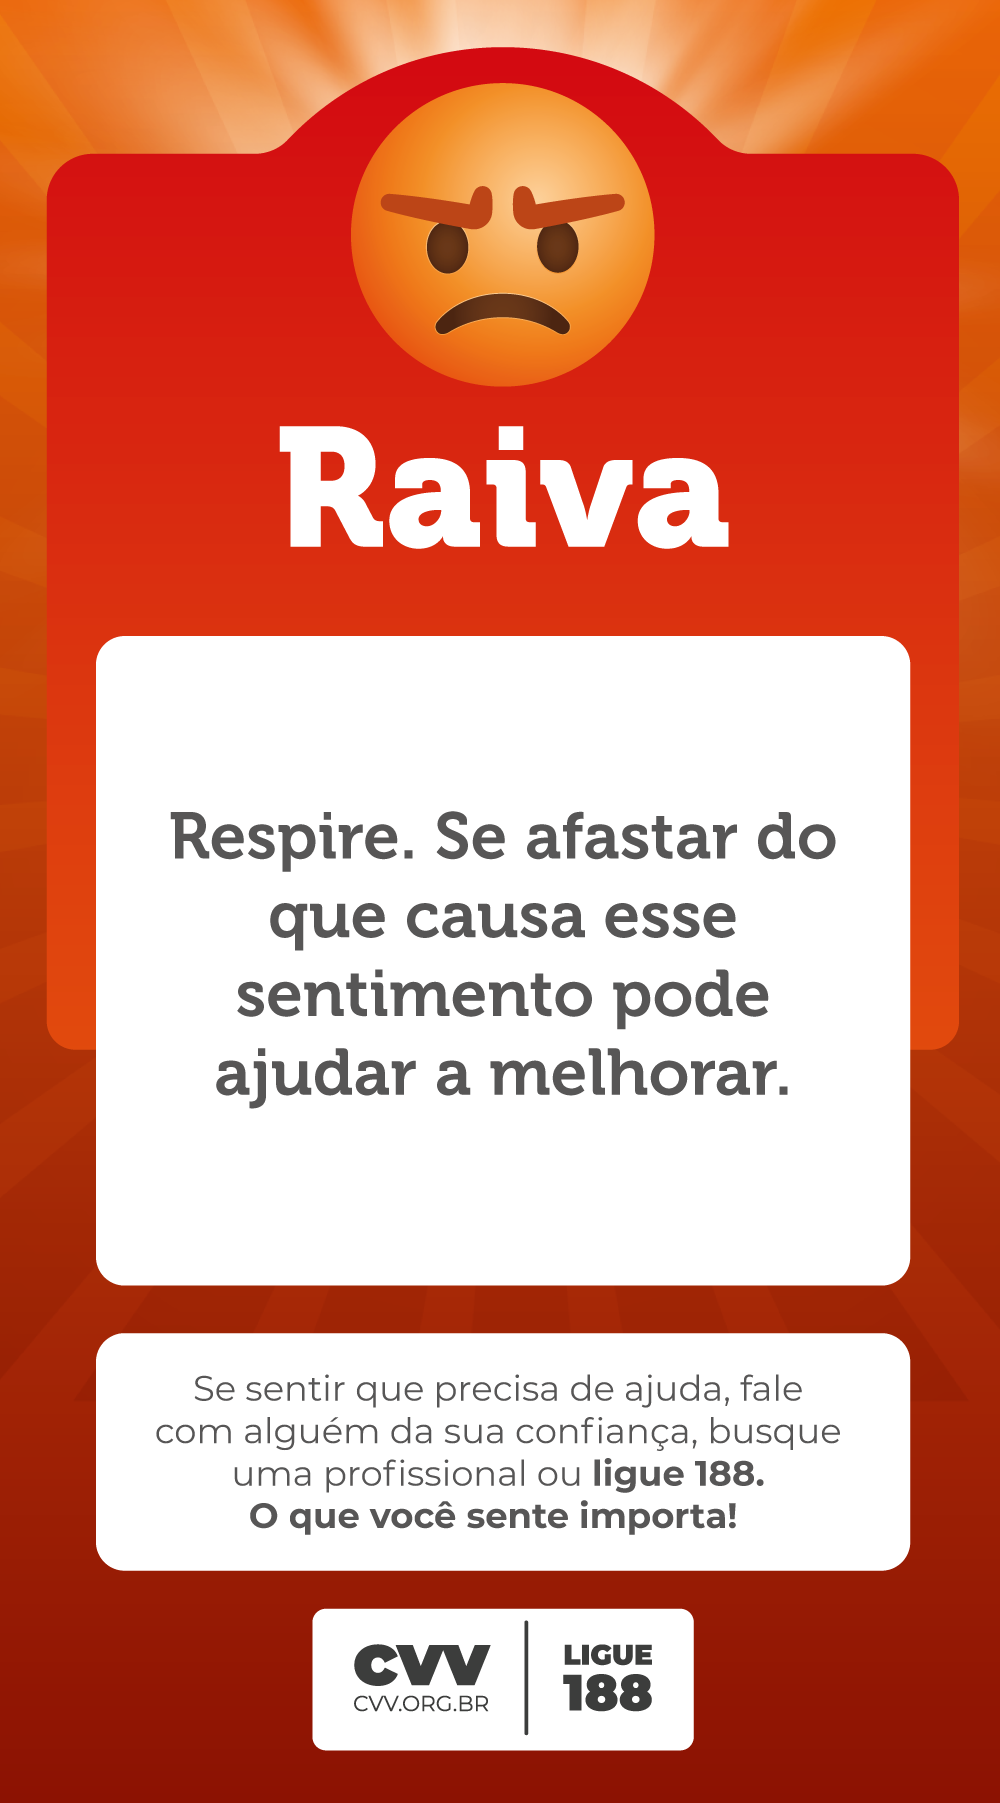 Raiva
Respire. Se afastar do
que causa esse
sentimento pode
ajudar a melhorar.
Se sentir que precisa de ajuda, fale
com alguém da sua confiança, busque
uma profissional ou ligue 188.
O que você sente importa!
CVV
CVV.ORG.BR
LIGUE
188